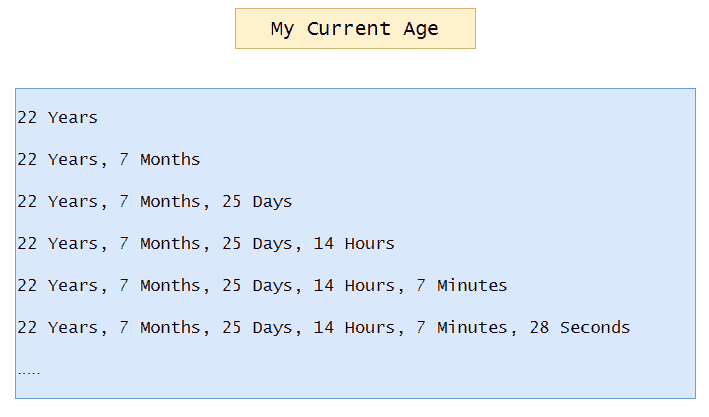 My Current Age
22 Years
22 Years, 7 Months
22 Years, 7 Months, 25 Days
22 Years, 7 Months, 25 Days, 14 Hours
22 Years, 7 Months, 25 Days, 14 Hours, 7 Minutes
22 Years, 7 Months, 25 Days, 14 Hours, 7 Minutes, 28 Seconds
.....